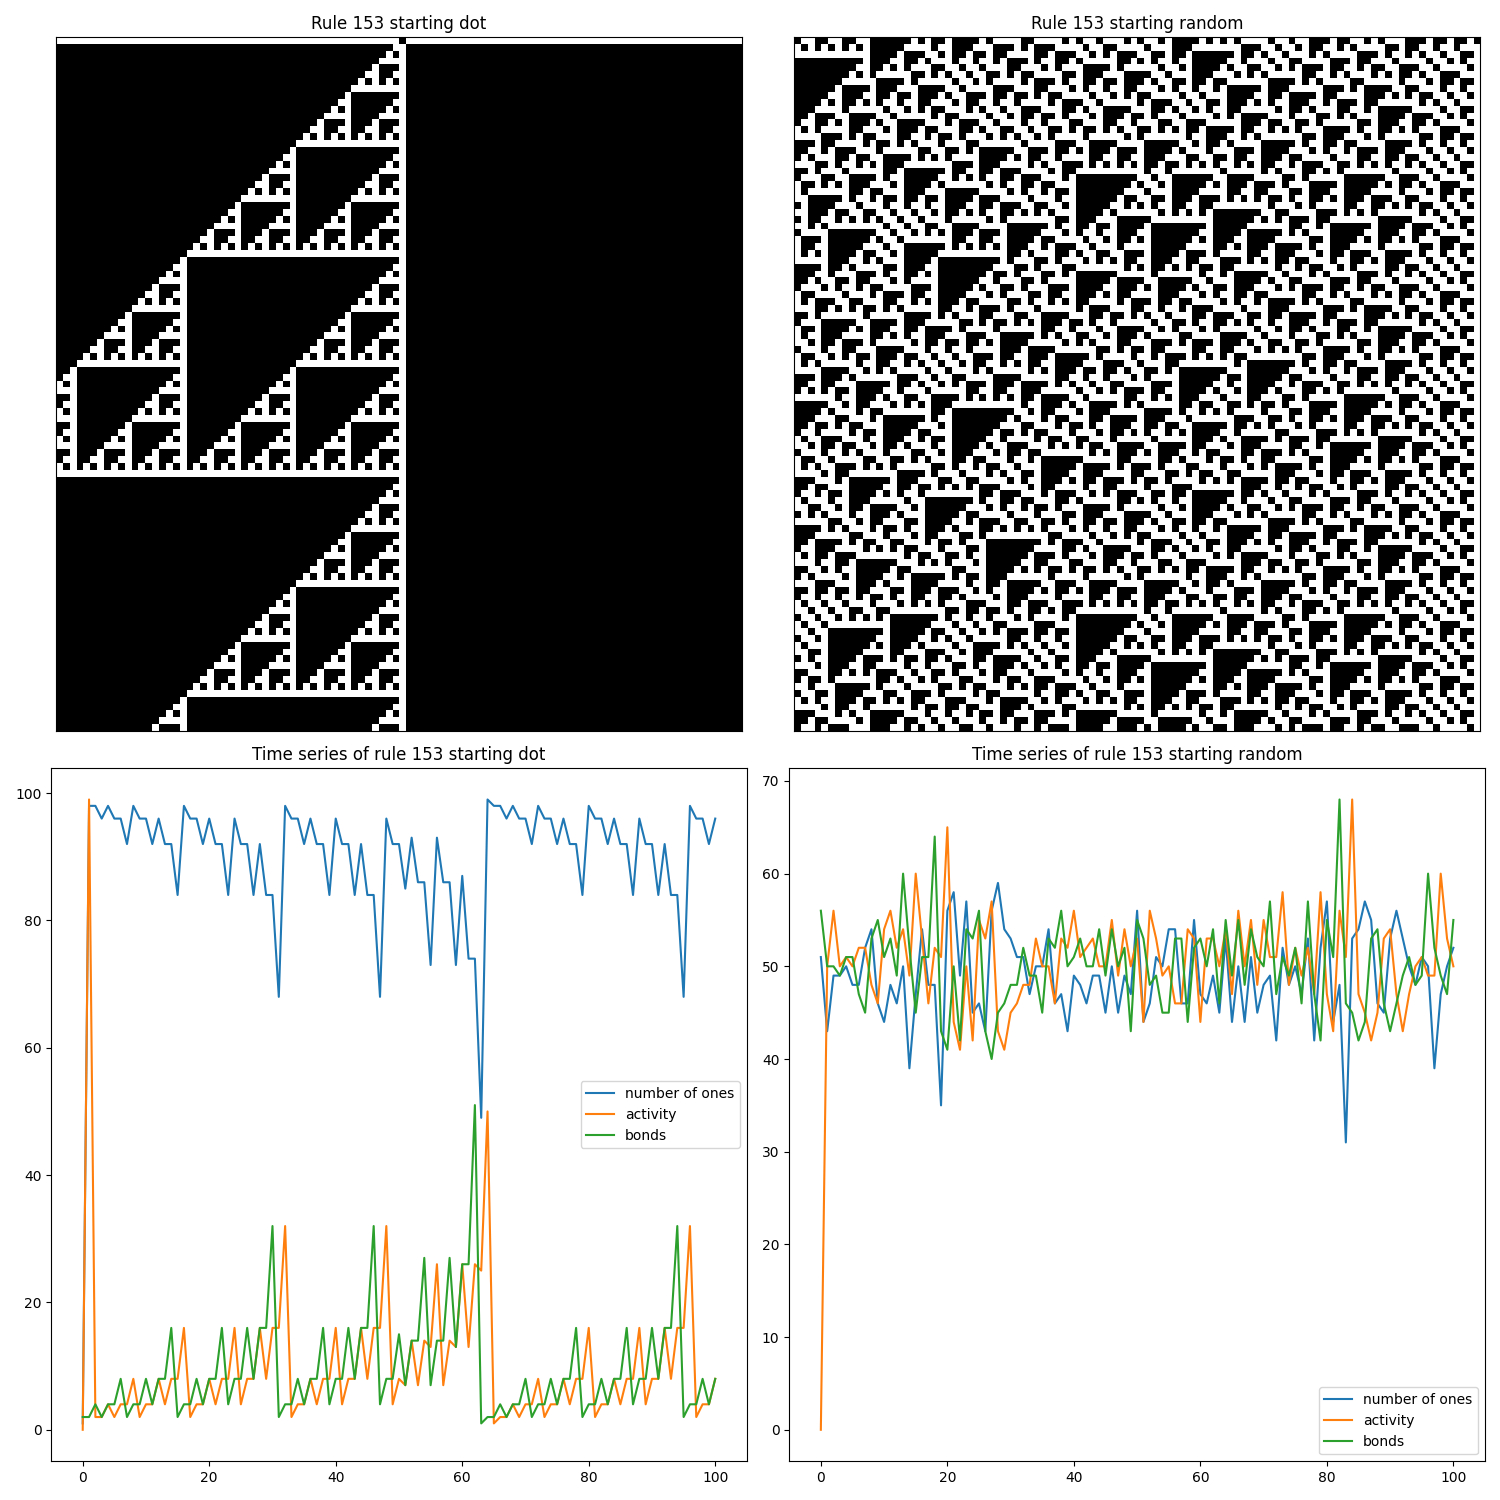 Rule 153 starting dot
Rule 153 starting random
Time series of rule 153 starting dot
100
80
60
40
20
0
number of ones
activity
bonds
0 20 40 60 80 100
Time series of rule 153 starting random
70
60
50
40
30
20
10
0
number of ones
activity
bonds
0 20 40 60 80 100